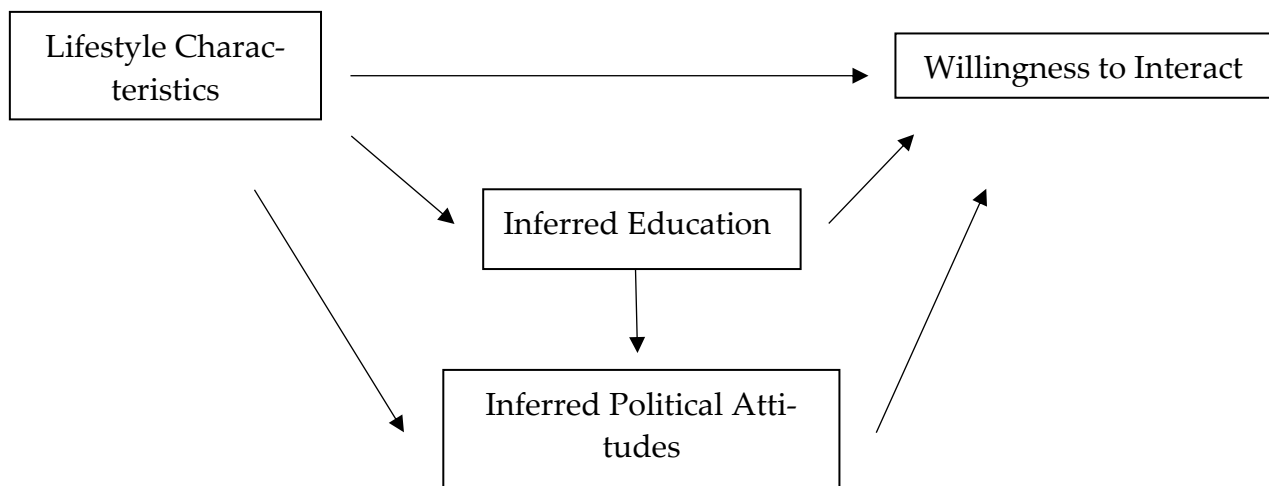 Lifestyle Charac-
teristics
Willingness to Interact
Inferred Education
Inferred Political Atti-
tudes